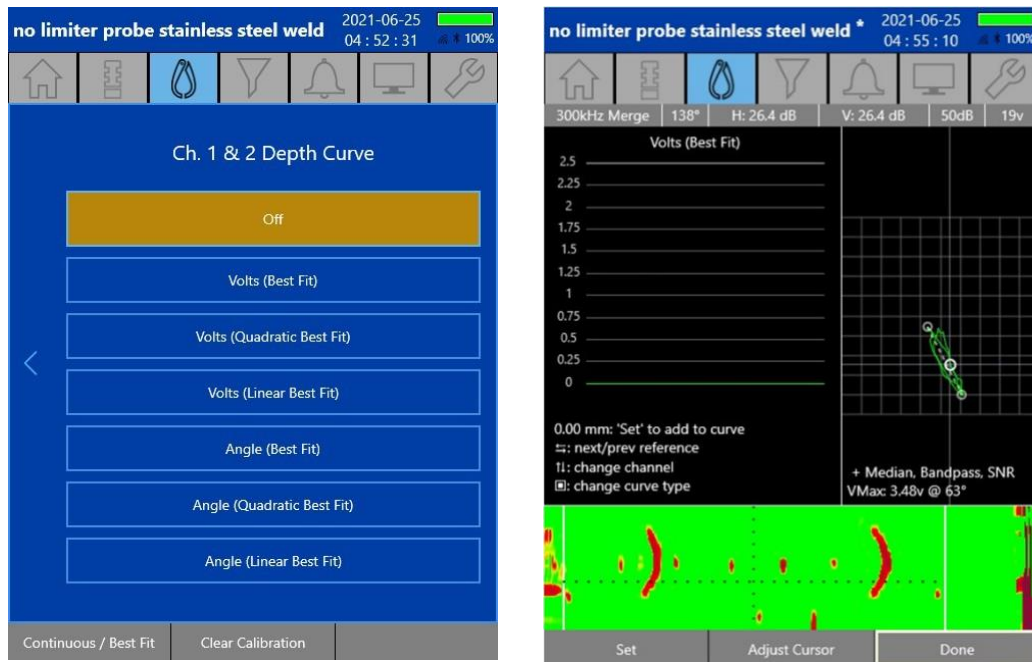 no limiter probe stainless steel weld
2021-06-25
04 : 52 : 31
100%
Ch. 1 & 2 Depth Curve
Off
Volts (Best Fit)
Volts (Quadratic Best Fit)
Volts (Linear Best Fit)
Angle (Best Fit)
Angle (Quadratic Best Fit)
Angle (Linear Best Fit)
Continuous / Best Fit
Clear Calibration
no limiter probe stainless steel weld *
2021-06-25
04 : 55 : 10
100%
300kHz Merge 138° H: 26.4 dB V: 26.4 dB 50dB 19v
Volts (Best Fit)
2.5
2.25
2
1.75
1.5
1.25
1
0.75
0.5
0.25
0
0.00 mm: 'Set' to add to curve
⇆: next/prev reference
⇅: change channel
▣: change curve type
+ Median, Bandpass, SNR
VMax: 3.48v @ 63°
Set
Adjust Cursor
Done